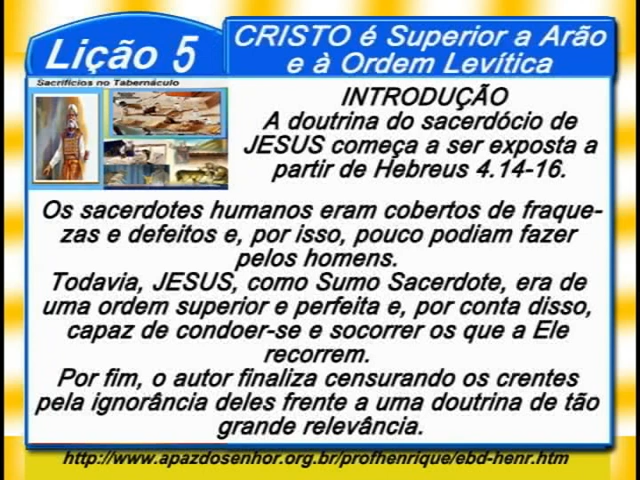 Lição 5
CRISTO é Superior a Arão
e à Ordem Levítica
Sacrifícios no Tabernáculo
INTRODUÇÃO
A doutrina do sacerdócio de
JESUS começa a ser exposta a
partir de Hebreus 4.14-16.
Os sacerdotes humanos eram cobertos de fraque-
zas e defeitos e, por isso, pouco podiam fazer
pelos homens.
Todavia, JESUS, como Sumo Sacerdote, era de
uma ordem superior e perfeita e, por conta disso,
capaz de condoer-se e socorrer os que a Ele
recorrem.
Por fim, o autor finaliza censurando os crentes
pela ignorância deles frente a uma doutrina de tão
grande relevância.
http://www.apazdosenhor.org.br/profhenrique/ebd-henr.htm